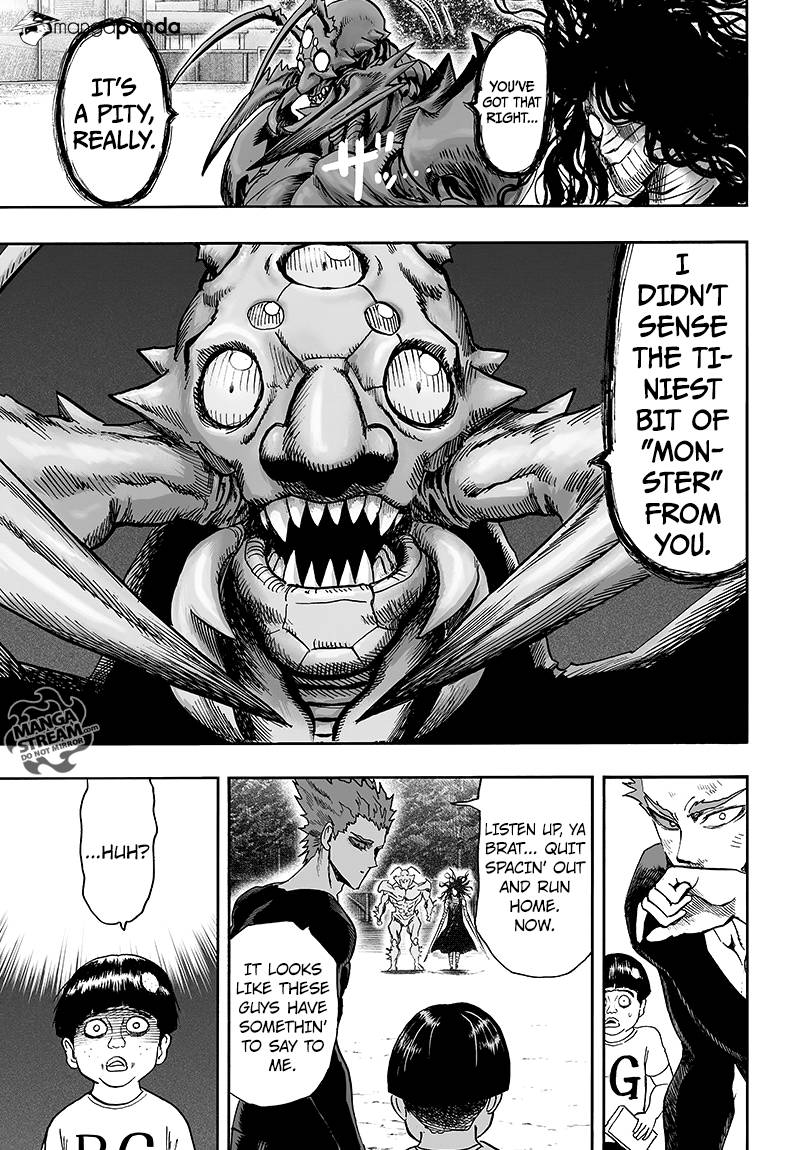 mangapanda
YOU'VE
GOT THAT
RIGHT...
IT'S
A PITY,
REALLY.
ザッ...
I
DIDN'T
SENSE
THE TI-
NIEST
BIT OF
"MON-
STER"
FROM
YOU.
MANGA
STREAM.com
DO NOT MIRROR
G
LISTEN UP, YA
BRAT... QUIT
SPACIN' OUT
AND RUN
HOME.
NOW.
IT LOOKS
LIKE THESE
GUYS HAVE
SOMETHIN'
TO SAY TO
ME.
...HUH?
BG